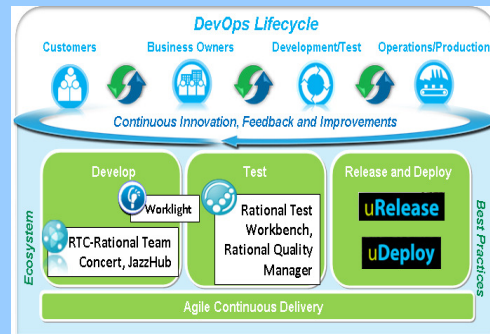 DevOps Lifecycle
Customers
Business Owners
Development/Test
Operations/Production
Continuous Innovation, Feedback and Improvements
Ecosystem
Develop
Worklight
RTC-Rational Team
Concert, JazzHub
Test
Rational Test
Workbench,
Rational Quality
Manager
Release and Deploy
uRelease
uDeploy
Best Practices
Agile Continuous Delivery